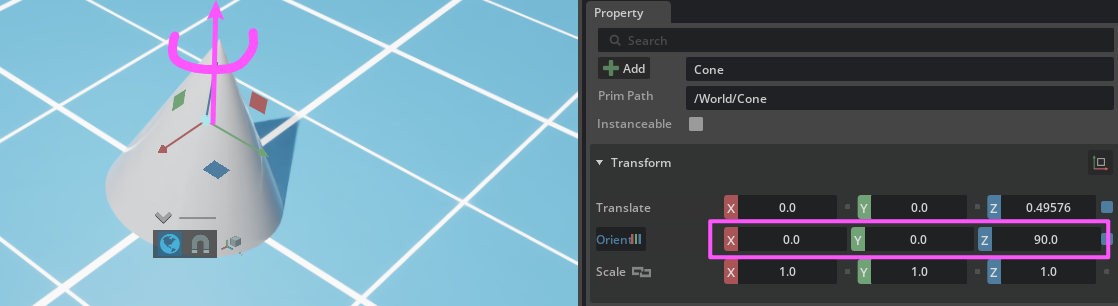 Property
Search
Add
Cone
Prim Path
/World/Cone
Instanceable
Transform
Translate X 0.0 Y 0.0 Z 0.49576
Orient X 0.0 Y 0.0 Z 90.0
Scale X 1.0 Y 1.0 Z 1.0